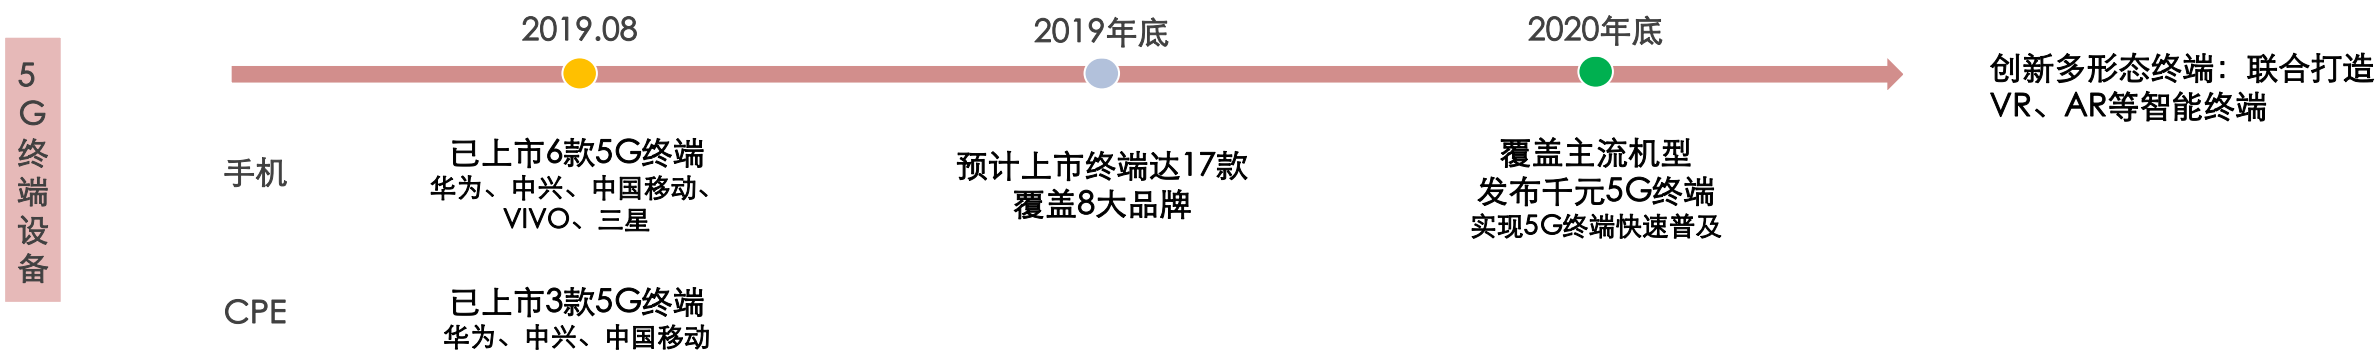 5G终端设备
2019.08
2019年底
2020年底
创新多形态终端：联合打造
VR、AR等智能终端
手机
已上市6款5G终端
华为、中兴、中国移动、
VIVO、三星
预计上市终端达17款
覆盖8大品牌
覆盖主流机型
发布千元5G终端
实现5G终端快速普及
CPE
已上市3款5G终端
华为、中兴、中国移动